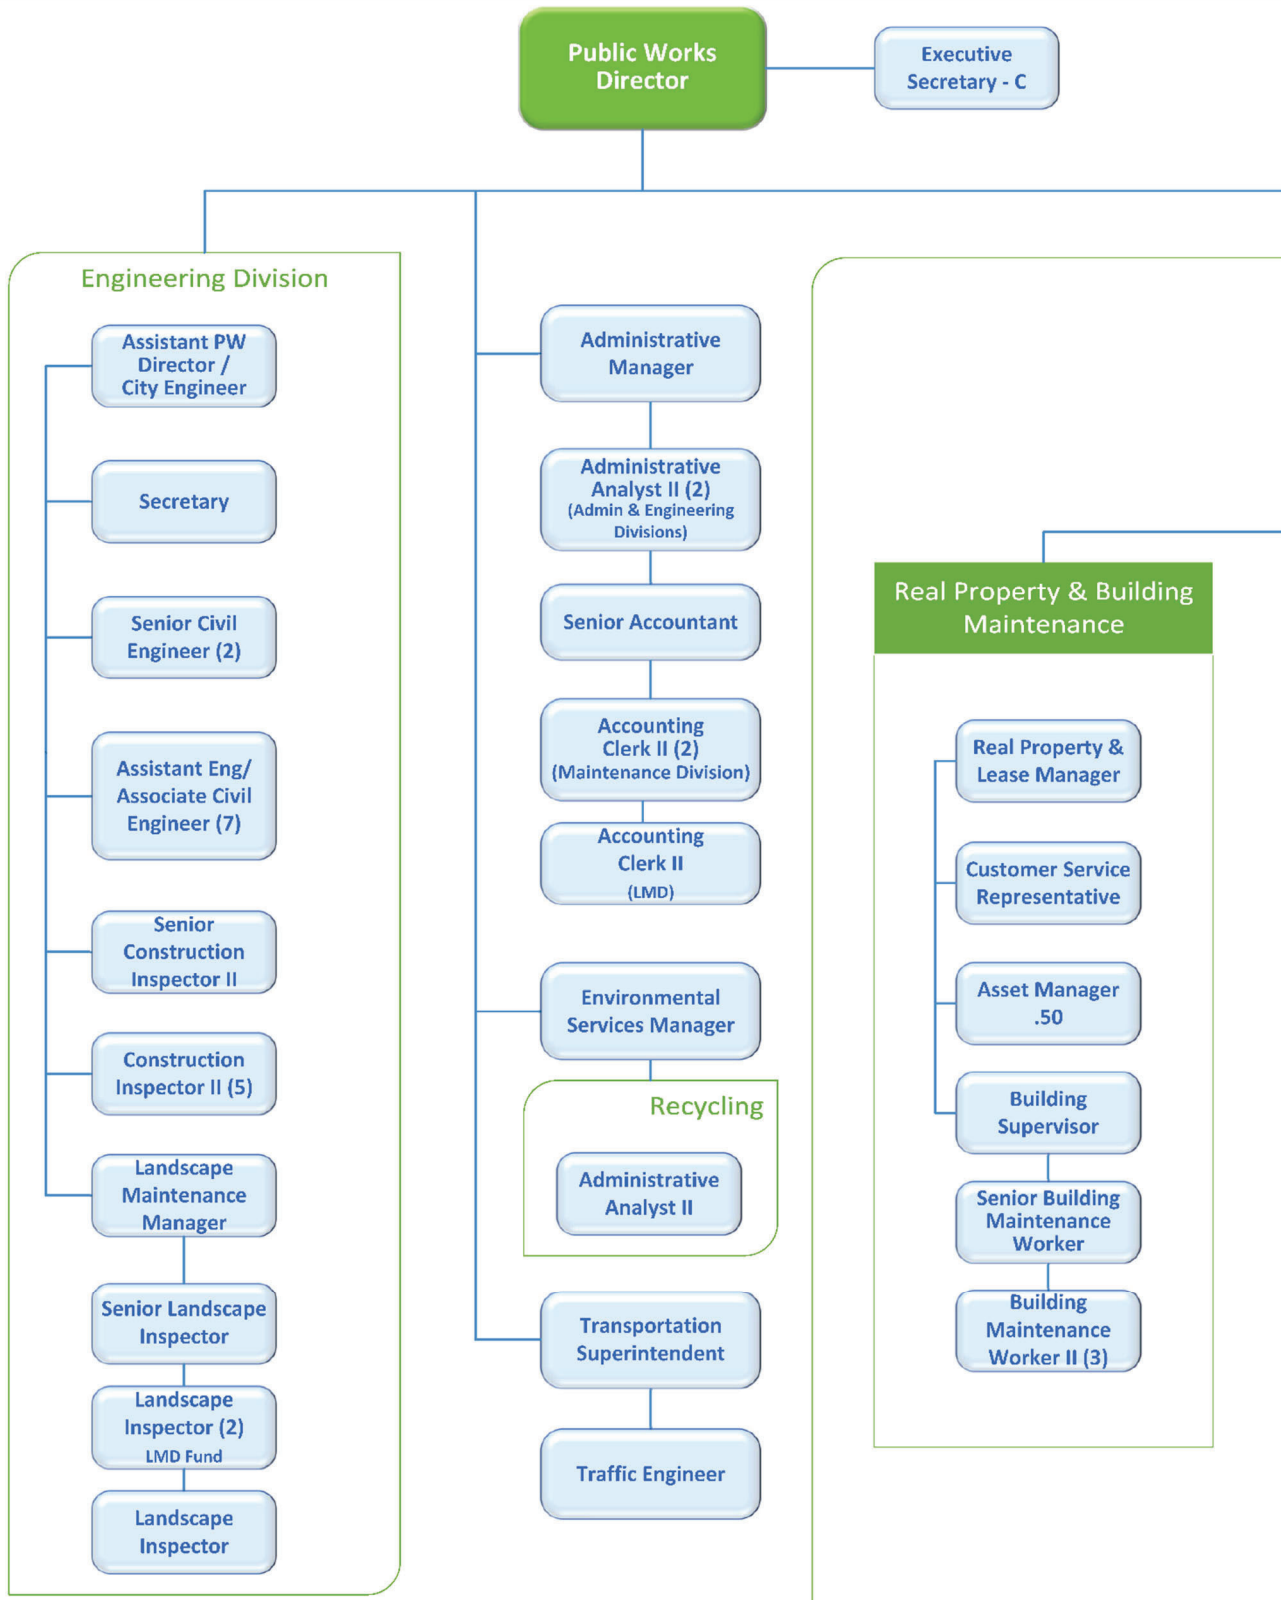 Public Works
Director
Executive
Secretary - C
Engineering Division
Assistant PW
Director /
City Engineer
Secretary
Senior Civil
Engineer (2)
Assistant Eng/
Associate Civil
Engineer (7)
Senior
Construction
Inspector II
Construction
Inspector II (5)
Landscape
Maintenance
Manager
Senior Landscape
Inspector
Landscape
Inspector (2)
LMD Fund
Landscape
Inspector
Administrative
Manager
Administrative
Analyst II (2)
(Admin & Engineering
Divisions)
Senior Accountant
Accounting
Clerk II (2)
(Maintenance Division)
Accounting
Clerk II
(LMD)
Environmental
Services Manager
Recycling
Administrative
Analyst II
Transportation
Superintendent
Traffic Engineer
Real Property & Building
Maintenance
Real Property &
Lease Manager
Customer Service
Representative
Asset Manager
.50
Building
Supervisor
Senior Building
Maintenance
Worker
Building
Maintenance
Worker II (3)